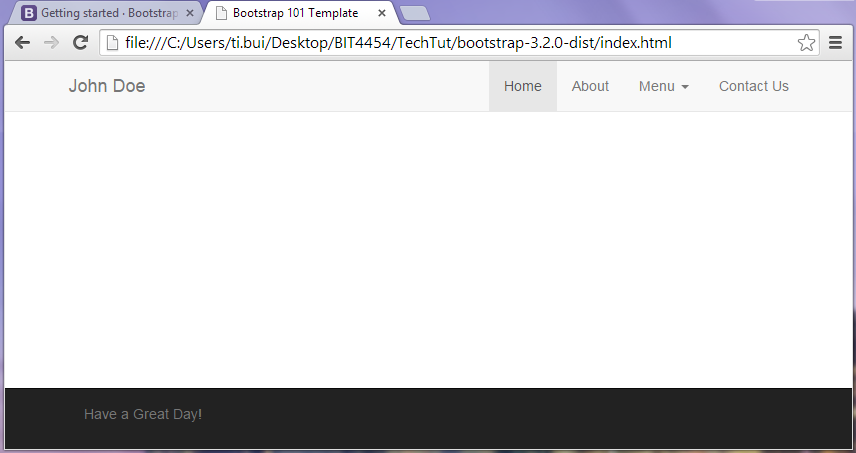 Getting started · Bootstrap
Bootstrap 101 Template
file:///C:/Users/ti.bui/Desktop/BIT4454/TechTut/bootstrap-3.2.0-dist/index.html
John Doe
Home
About
Menu
Contact Us
Have a Great Day!